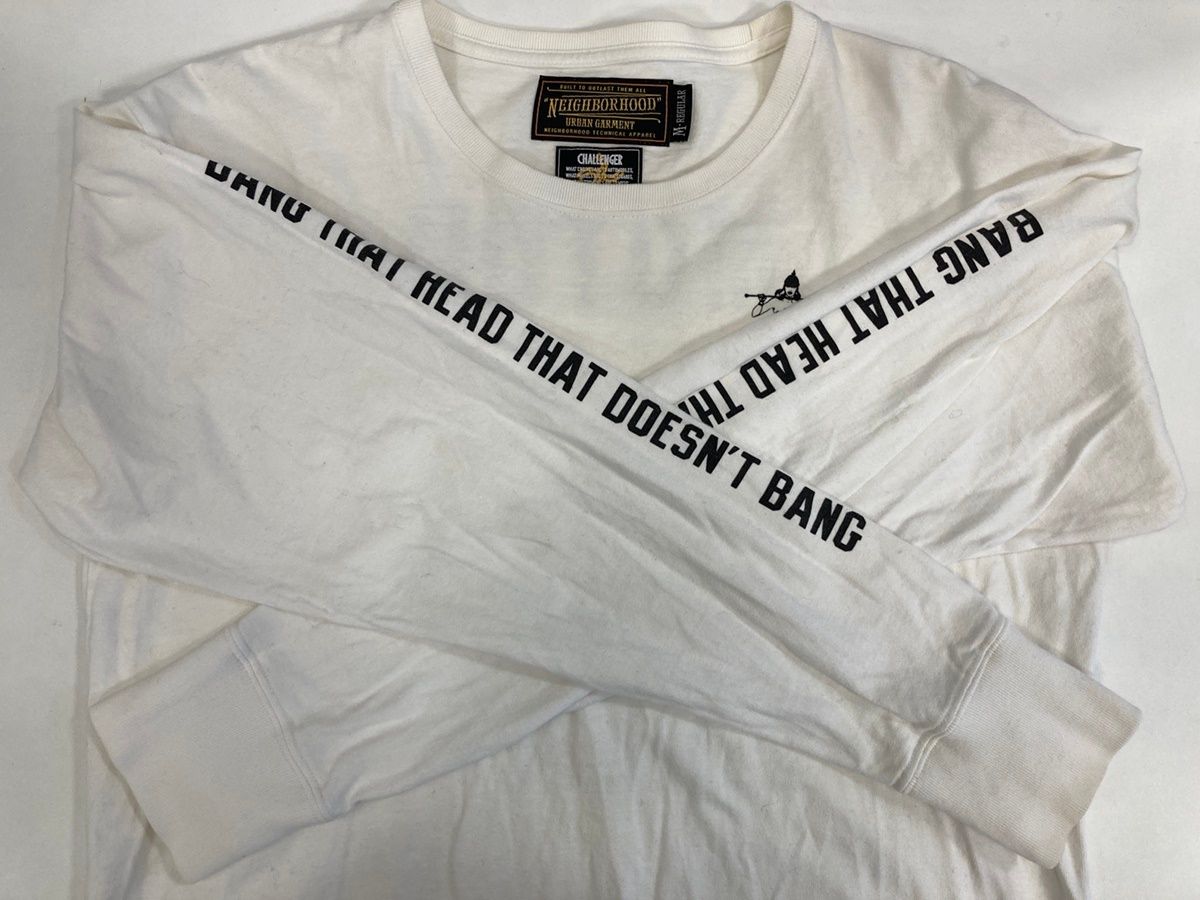 BUILT TO OUTLAST THEM ALL
"NEIGHBORHOOD"
URBAN GARMENT
NEIGHBORHOOD TECHNICAL APPAREL
M-REGULAR
CHALLENGER
BANG THAT HEAD THAT DOESN'T BANG
BANG THAT HEAD THA